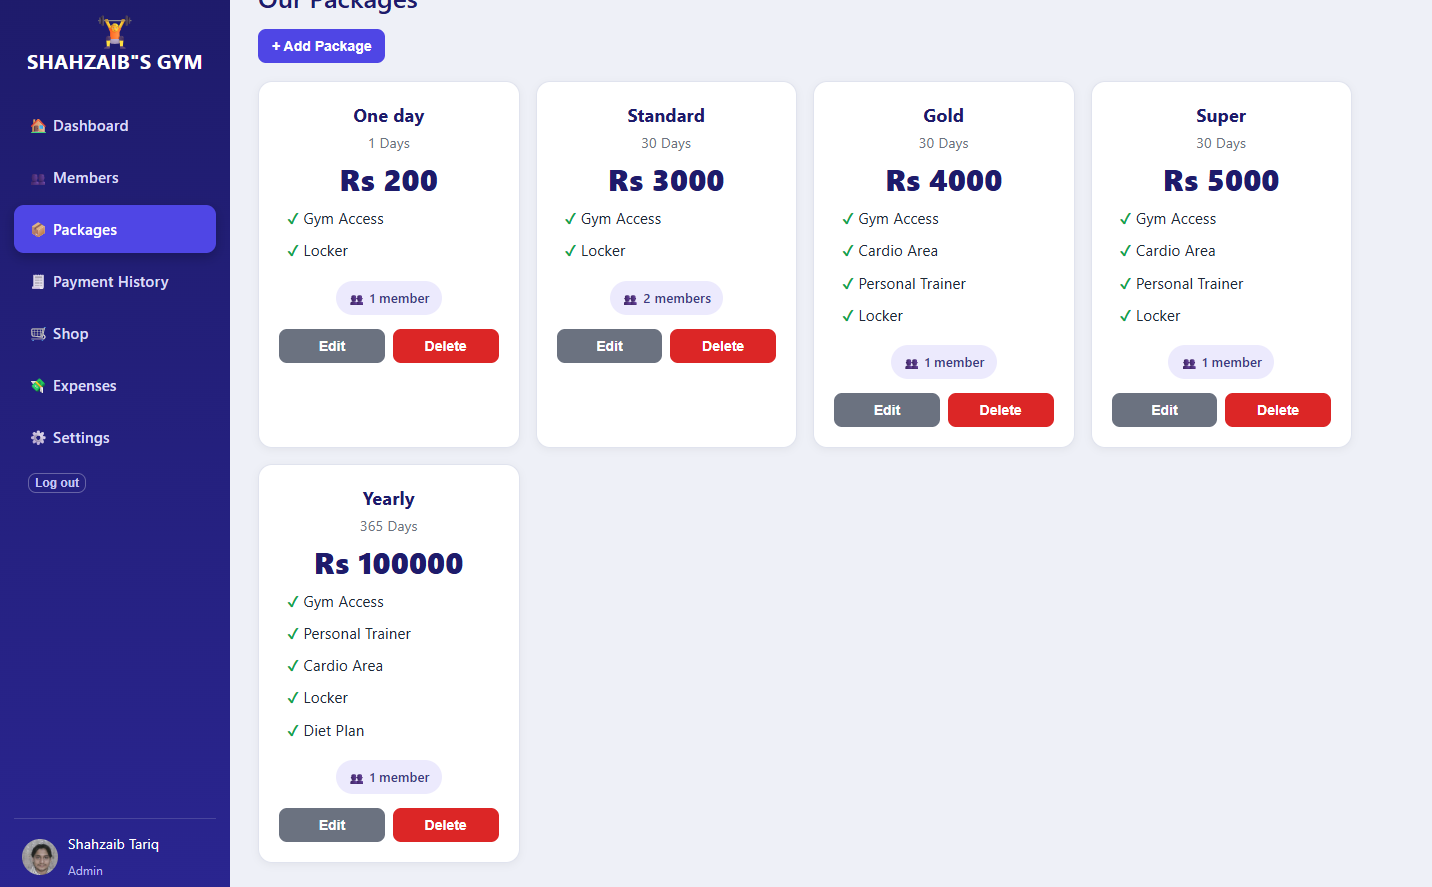 SHAHZAIB"S GYM
Dashboard
Members
Packages
Payment History
Shop
Expenses
Settings
Log out
Shahzaib Tariq
Admin
Our Packages
+ Add Package
One day
1 Days
Rs 200
✓ Gym Access
✓ Locker
1 member
Edit
Delete
Standard
30 Days
Rs 3000
✓ Gym Access
✓ Locker
2 members
Edit
Delete
Gold
30 Days
Rs 4000
✓ Gym Access
✓ Cardio Area
✓ Personal Trainer
✓ Locker
1 member
Edit
Delete
Super
30 Days
Rs 5000
✓ Gym Access
✓ Cardio Area
✓ Personal Trainer
✓ Locker
1 member
Edit
Delete
Yearly
365 Days
Rs 100000
✓ Gym Access
✓ Personal Trainer
✓ Cardio Area
✓ Locker
✓ Diet Plan
1 member
Edit
Delete